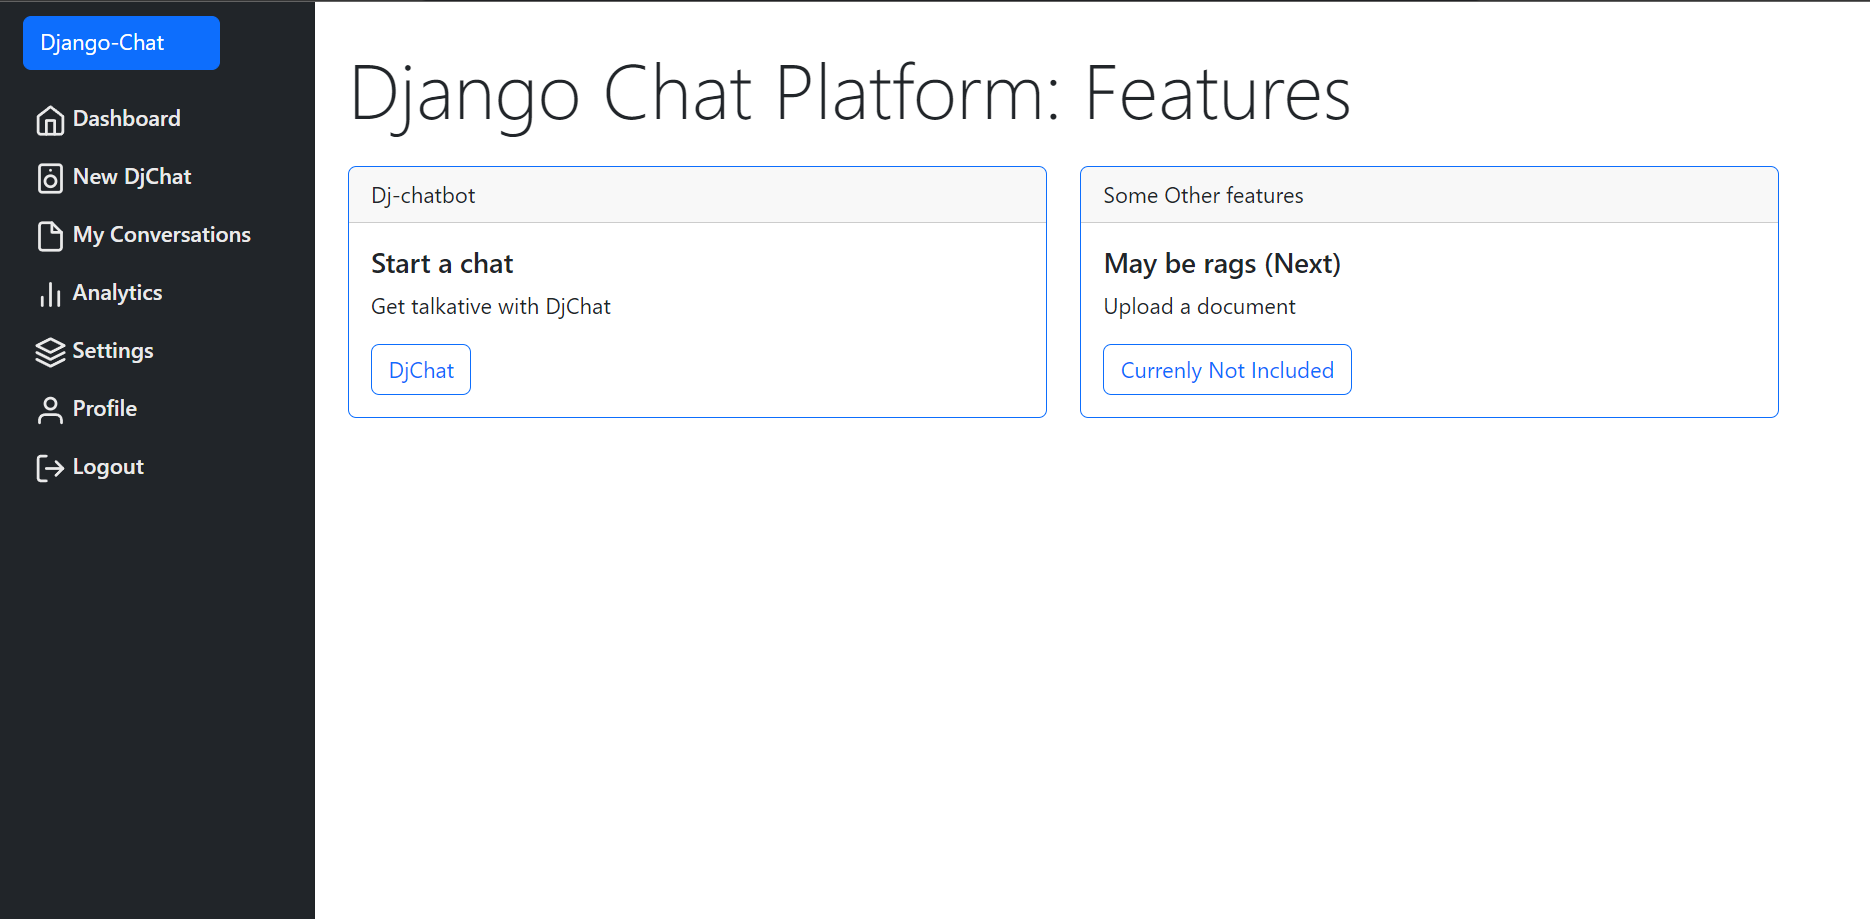 Django-Chat
Dashboard
New DjChat
My Conversations
Analytics
Settings
Profile
Logout
Django Chat Platform: Features
Dj-chatbot
Start a chat
Get talkative with DjChat
DjChat
Some Other features
May be rags (Next)
Upload a document
Currenly Not Included